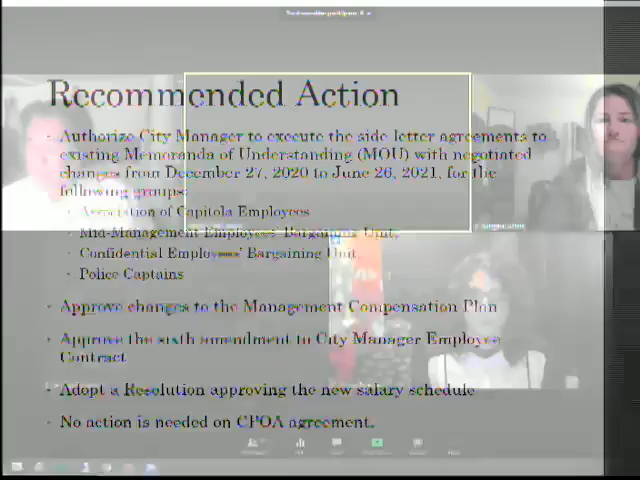 Recommended Action
· Authorize City Manager to execute the side letter agreements to
existing Memoranda of Understanding (MOU) with negotiated
changes from December 27, 2020 to June 26, 2021, for the
following groups:
· Association of Capitola Employees
· Mid-Management Employees' Bargaining Unit,
· Confidential Employees' Bargaining Unit
· Police Captains
· Approve changes to the Management Compensation Plan
· Approve the sixth amendment to City Manager Employee
Contract
· Adopt a Resolution approving the new salary schedule
· No action is needed on CPOA agreement.